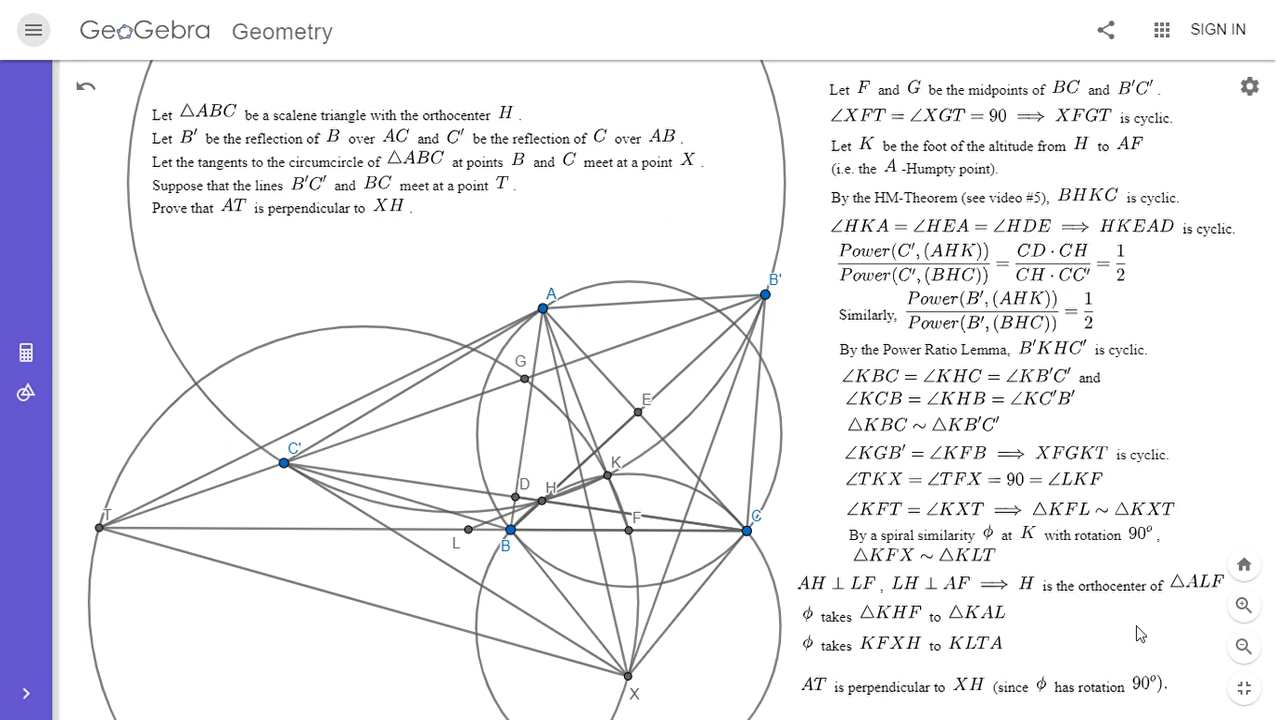 GeoGebra Geometry SIGN IN
Let △ABC be a scalene triangle with the orthocenter H .
Let B′ be the reflection of B over AC and C′ be the reflection of C over AB .
Let the tangents to the circumcircle of △ABC at points B and C meet at a point X .
Suppose that the lines B′C′ and BC meet at a point T .
Prove that AT is perpendicular to XH .
Let F and G be the midpoints of BC and B′C′ .
∠XFT = ∠XGT = 90 ⟹ XFGT is cyclic.
Let K be the foot of the altitude from H to AF
(i.e. the A -Humpty point).
By the HM-Theorem (see video #5), BHKC is cyclic.
∠HKA = ∠HEA = ∠HDE ⟹ HKEAD is cyclic.
Power(C′, (AHK)) / Power(C′, (BHC)) = CD · CH / CH · CC′ = 1/2
Similarly, Power(B′, (AHK)) / Power(B′, (BHC)) = 1/2
By the Power Ratio Lemma, B′KHC′ is cyclic.
∠KBC = ∠KHC = ∠KB′C′ and
∠KCB = ∠KHB = ∠KC′B′
△KBC ∼ △KB′C′
∠KGB′ = ∠KFB ⟹ XFGKT is cyclic.
∠TKX = ∠TFX = 90 = ∠LKF
∠KFT = ∠KXT ⟹ △KFL ∼ △KXT
By a spiral similarity ϕ at K with rotation 90° ,
△KFX ∼ △KLT
AH ⊥ LF , LH ⊥ AF ⟹ H is the orthocenter of △ALF
ϕ takes △KHF to △KAL
ϕ takes KFXH to KLTA
AT is perpendicular to XH (since ϕ has rotation 90°).
A
B'
G
E
C'
K
D
H
T
F
C
L
B
X